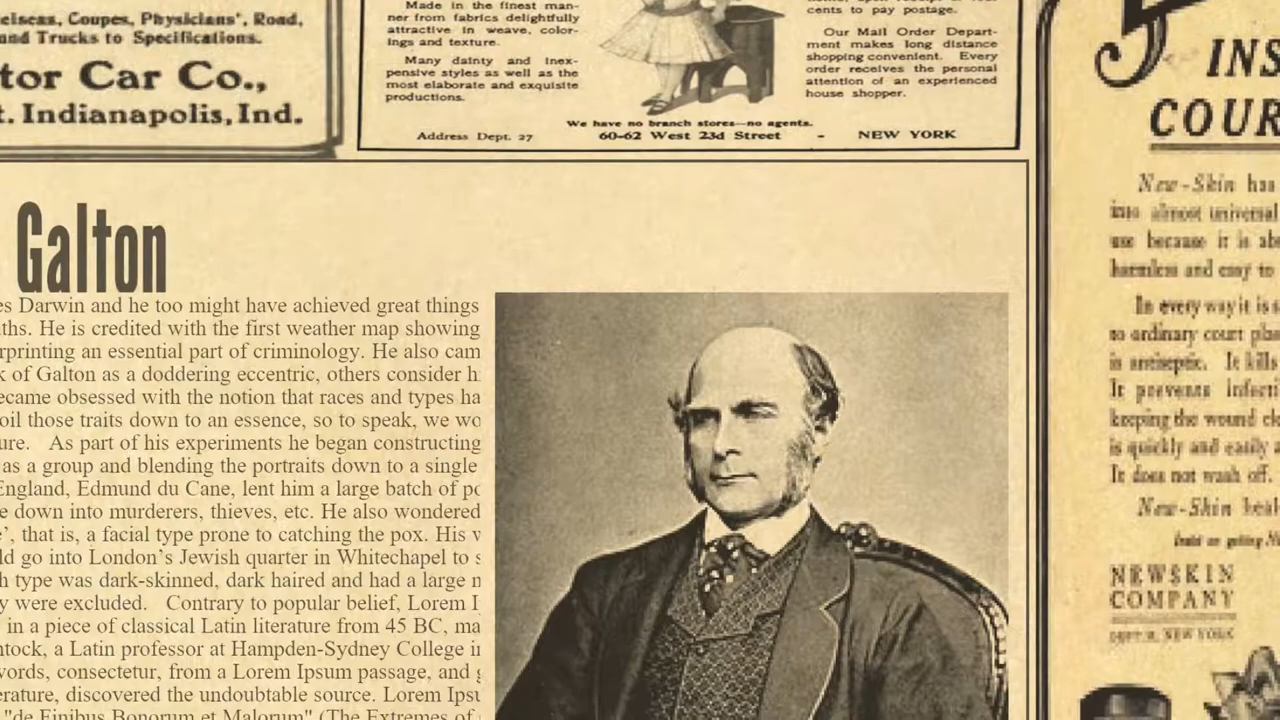 elseas, Coupes, Physicians', Road,
and Trucks to Specifications.
tor Car Co.,
t. Indianapolis, Ind.
Made in the finest man-
ner from fabrics delightfully
attractive in weave, color-
ings and texture.
Many dainty and inex-
pensive styles as well as the
most elaborate and exquisite
productions.
cents to pay postage.
Our Mail Order Depart-
ment makes long distance
shopping convenient. Every
order receives the personal
attention of an experienced
house shopper.
We have no branch stores—no agents.
Address Dept. 27 60-62 West 23d Street - NEW YORK
Galton
es Darwin and he too might have achieved great things
ths. He is credited with the first weather map showing
rprinting an essential part of criminology. He also cam
k of Galton as a doddering eccentric, others consider h
ecame obsessed with the notion that races and types ha
oil those traits down to an essence, so to speak, we wo
ure. As part of his experiments he began constructing
as a group and blending the portraits down to a single
England, Edmund du Cane, lent him a large batch of po
e down into murderers, thieves, etc. He also wondered
e', that is, a facial type prone to catching the pox. His v
ld go into London's Jewish quarter in Whitechapel to s
h type was dark-skinned, dark haired and had a large n
y were excluded. Contrary to popular belief, Lorem I
in a piece of classical Latin literature from 45 BC, ma
ntock, a Latin professor at Hampden-Sydney College in
words, consectetur, from a Lorem Ipsum passage, and g
erature, discovered the undoubtable source. Lorem Ipst
"de Finibus Bonorum et Malorum" (The Extremes of
5
INS
COUR
New-Skin has
into almost universal
use because it is abs
harmless and easy to
In every way it is s
to ordinary court plas
is antiseptic. It kills
It prevents infecti
keeping the wound cle
is quickly and easily a
It does not wash off.
New-Skin heals
NEWSKIN
COMPANY
NEW YORK